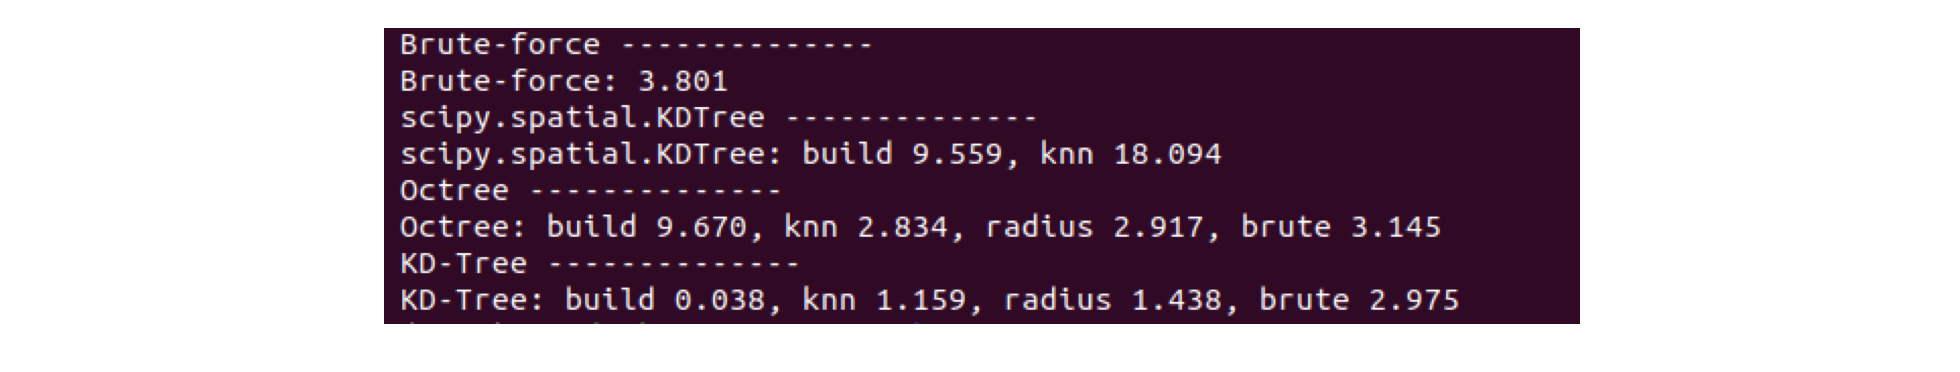 Brute-force --------------
Brute-force: 3.801
scipy.spatial.KDTree --------------
scipy.spatial.KDTree: build 9.559, knn 18.094
Octree --------------
Octree: build 9.670, knn 2.834, radius 2.917, brute 3.145
KD-Tree --------------
KD-Tree: build 0.038, knn 1.159, radius 1.438, brute 2.975